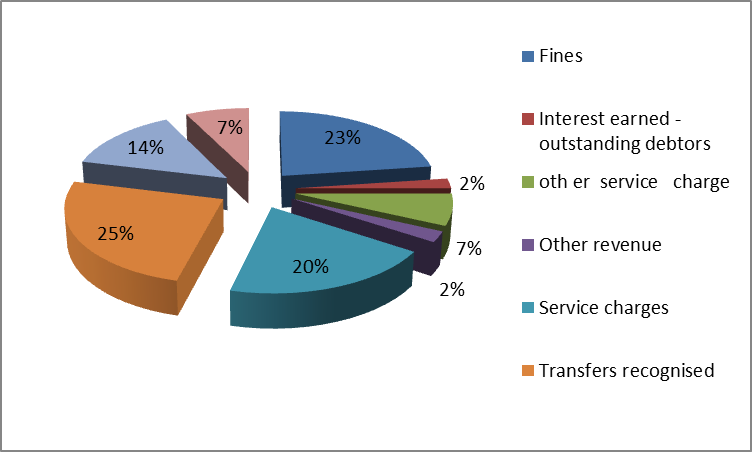 Fines
Interest earned -
outstanding debtors
oth er service charge
Other revenue
Service charges
Transfers recognised
23%
2%
7%
2%
20%
25%
14%
7%